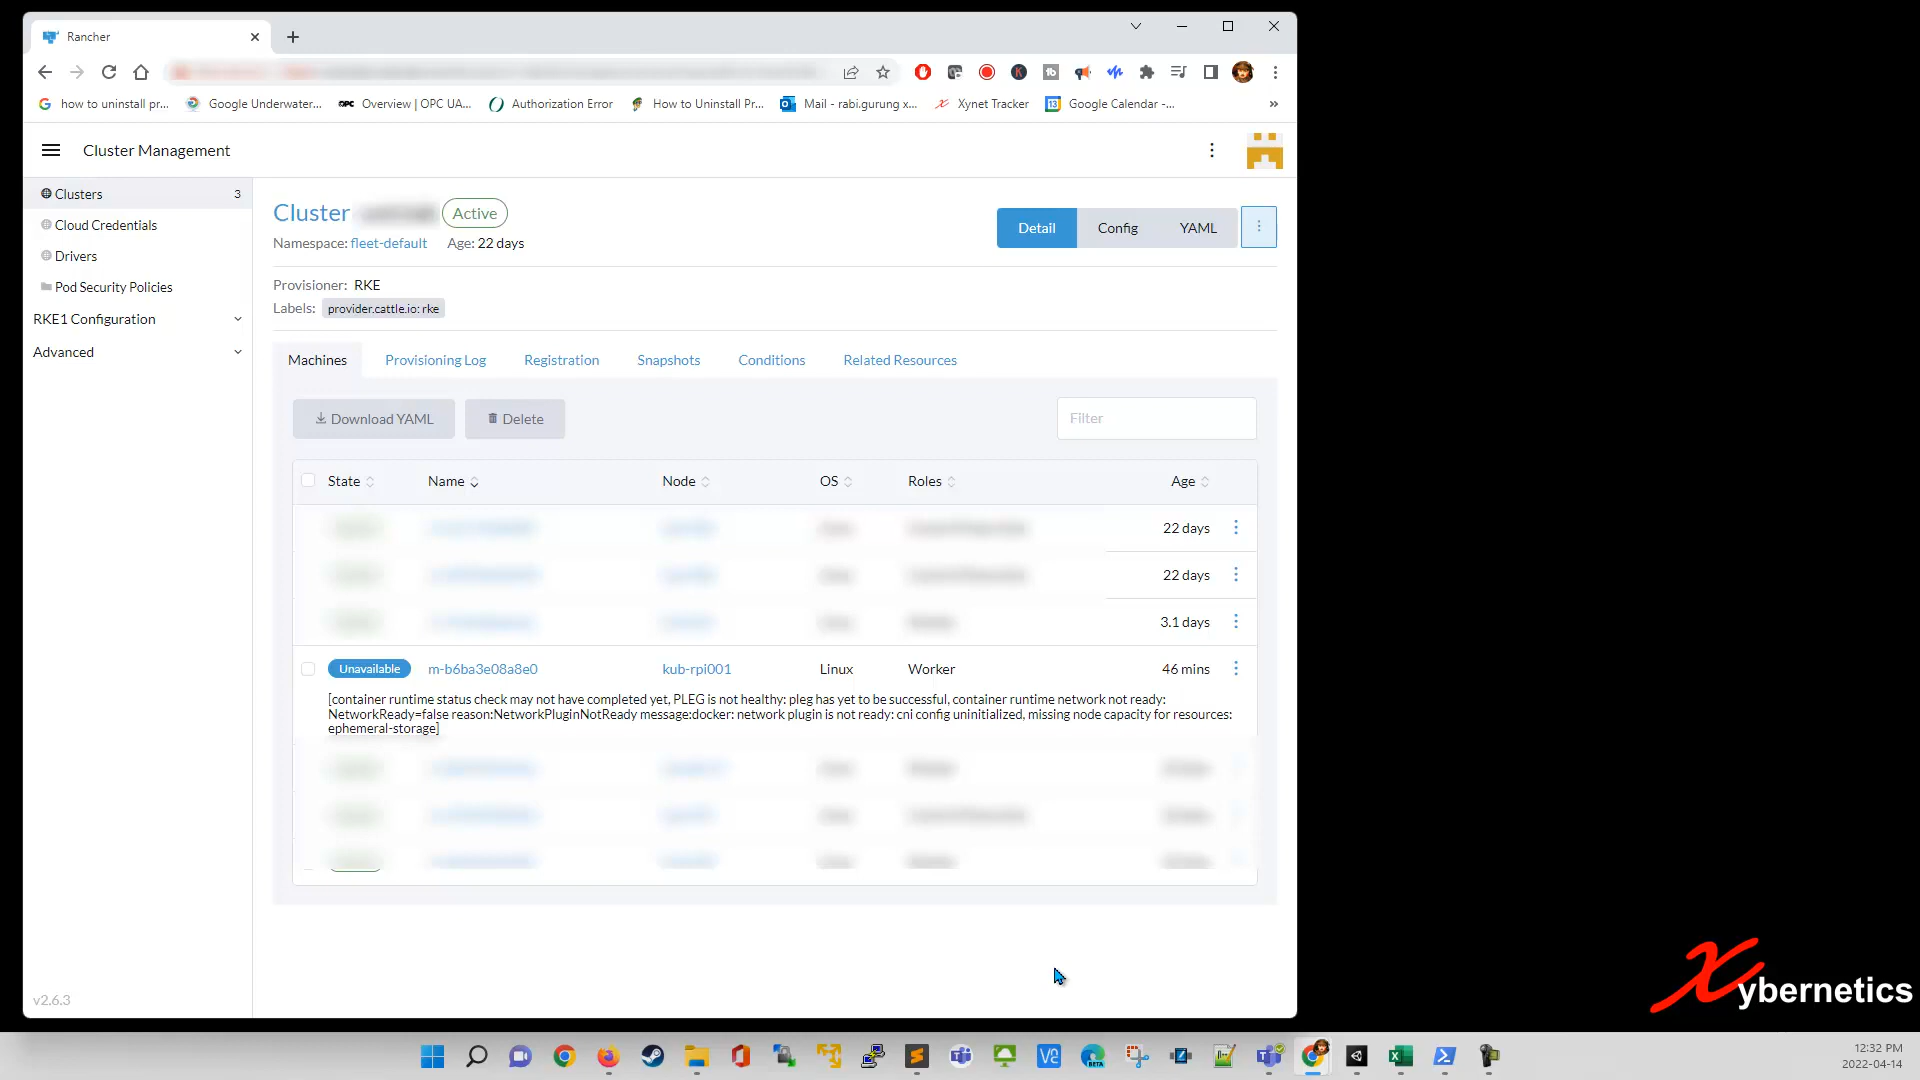 Rancher
how to uninstall pr...
Google Underwater...
OPC Overview | OPC UA...
Authorization Error
How to Uninstall Pr...
Mail - rabi.gurung x...
Xynet Tracker
13 Google Calendar -...
Cluster Management
Clusters 3
Cloud Credentials
Drivers
Pod Security Policies
RKE1 Configuration
Advanced
Cluster Active
Namespace: fleet-default Age: 22 days
Detail Config YAML
Provisioner: RKE
Labels: provider.cattle.io: rke
Machines Provisioning Log Registration Snapshots Conditions Related Resources
Download YAML Delete Filter
State Name Node OS Roles Age
22 days
22 days
3.1 days
Unavailable m-b6ba3e08a8e0 kub-rpi001 Linux Worker 46 mins
[container runtime status check may not have completed yet, PLEG is not healthy: pleg has yet to be successful, container runtime network not ready:
NetworkReady=false reason:NetworkPluginNotReady message:docker: network plugin is not ready: cni config uninitialized, missing node capacity for resources:
ephemeral-storage]
v2.6.3
Xybernetics
12:32 PM
2022-04-14